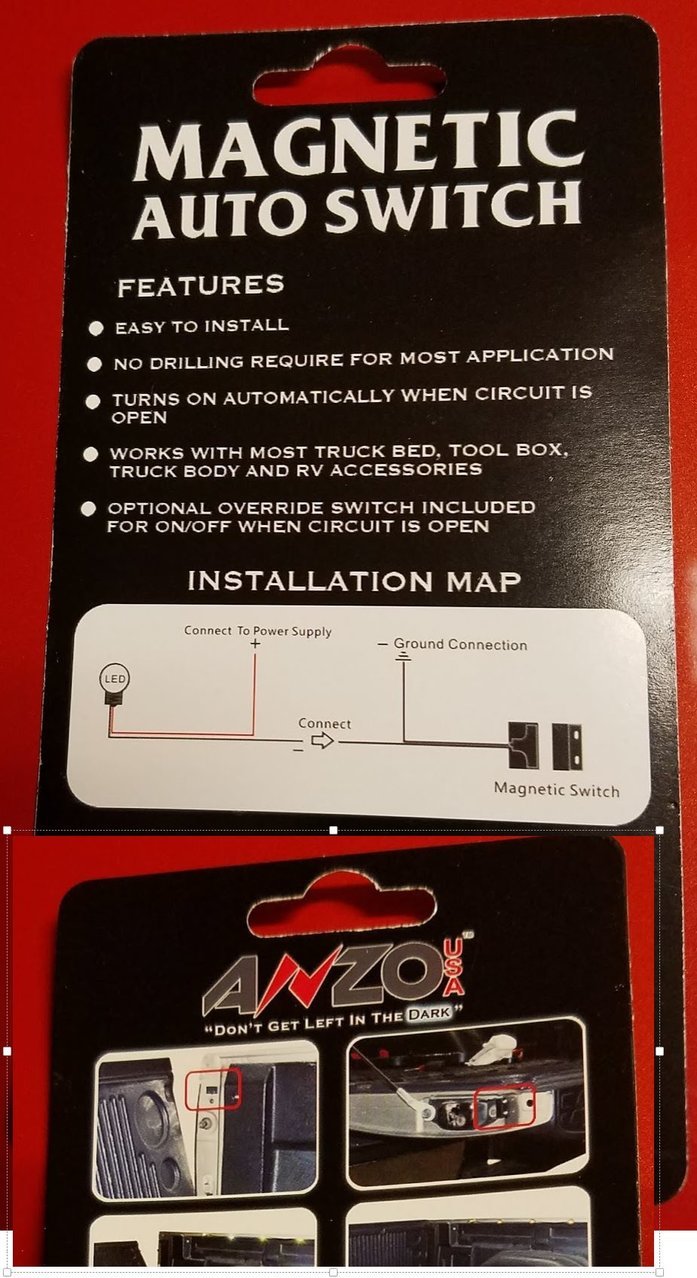 MAGNETIC
AUTO SWITCH
FEATURES
● EASY TO INSTALL
● NO DRILLING REQUIRE FOR MOST APPLICATION
● TURNS ON AUTOMATICALLY WHEN CIRCUIT IS
OPEN
● WORKS WITH MOST TRUCK BED, TOOL BOX,
TRUCK BODY AND RV ACCESSORIES
● OPTIONAL OVERRIDE SWITCH INCLUDED
FOR ON/OFF WHEN CIRCUIT IS OPEN
INSTALLATION MAP
Connect To Power Supply
+
− Ground Connection
LED
Connect
−
Magnetic Switch
ANZO USA™
"DON'T GET LEFT IN THE DARK"